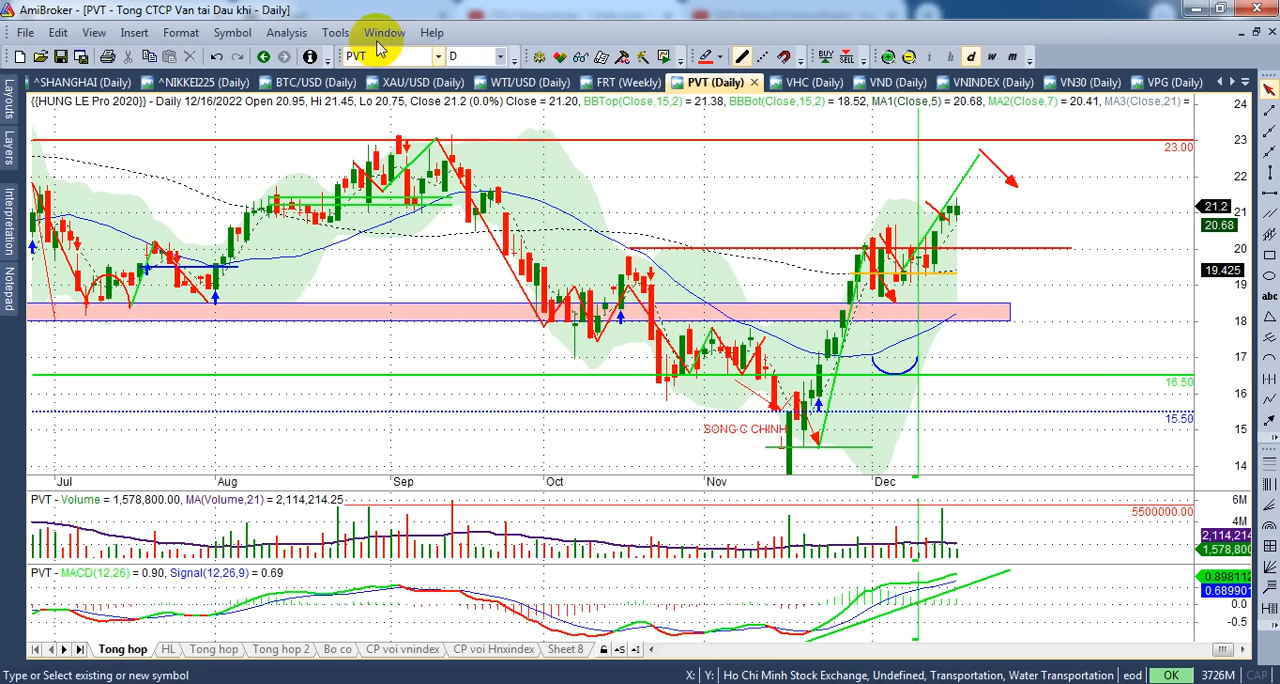 AmiBroker - [PVT - Tong CTCP Van tai Dau khi - Daily]
File Edit View Insert Format Symbol Analysis Tools Window Help
PVT D BUY SELL i h d w m
^SHANGHAI (Daily) ^NIKKEI225 (Daily) BTC/USD (Daily) XAU/USD (Daily) WTI/USD (Daily) FRT (Weekly) PVT (Daily) VHC (Daily) VND (Daily) VNINDEX (Daily) VN30 (Daily) VPG (Daily)
Layouts
Layers
Interpretation
Notepad
{{HUNG LE Pro 2020}} - Daily 12/16/2022 Open 20.95, Hi 21.45, Lo 20.75, Close 21.2 (0.0%) Close = 21.20, BBTop(Close,15,2) = 21.38, BBBot(Close,15,2) = 18.52, MA1(Close,5) = 20.68, MA2(Close,7) = 20.41, MA3(Close,21) =
24
23
23.00
22
21.2
21
20.68
20
19.425
19
18
17
16.50
16
15.50
15
14
SONG C CHINH
abc
Jul Aug Sep Oct Nov Dec
PVT - Volume = 1,578,800.00, MA(Volume,21) = 2,114,214.25
6M
5500000.00
4M
2,114,214
1,578,800
PVT - MACD(12,26) = 0.90, Signal(12,26,9) = 0.69
0.898112
0.689901
0.0
-0.5
Tong hop HL Tong hop Tong hop 2 Bo co CP voi vnindex CP voi Hnxindex Sheet 8
Type or Select existing or new symbol X: Y: Ho Chi Minh Stock Exchange, Undefined, Transportation, Water Transportation eod OK 3726M CAP